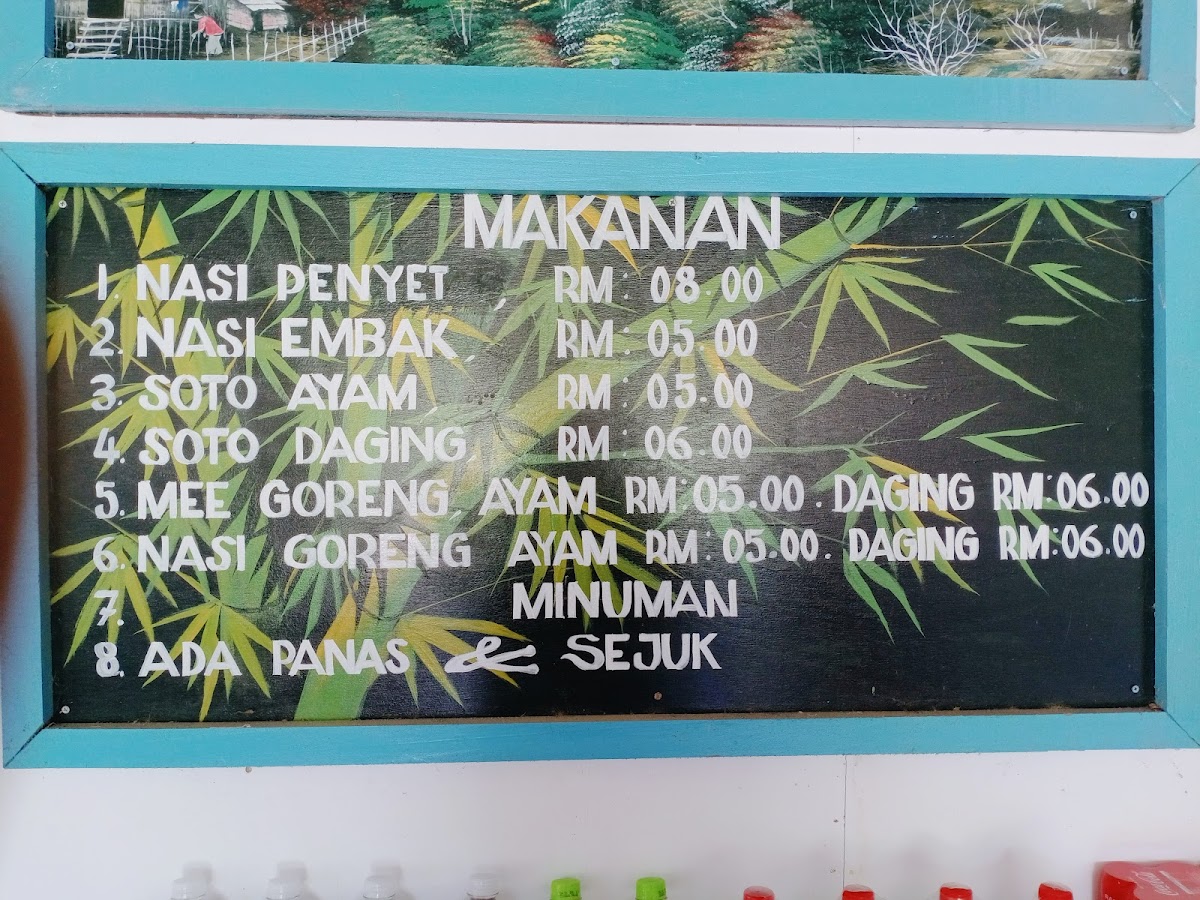 MAKANAN
1. NASI PENYET, RM: 08.00
2. NASI EMBAK, RM: 05.00
3. SOTO AYAM, RM: 05.00
4. SOTO DAGING, RM: 06.00
5. MEE GORENG, AYAM RM:05.00. DAGING RM:06.00
6. NASI GORENG AYAM RM:05.00. DAGING RM:06.00
7. MINUMAN
8. ADA PANAS & SEJUK